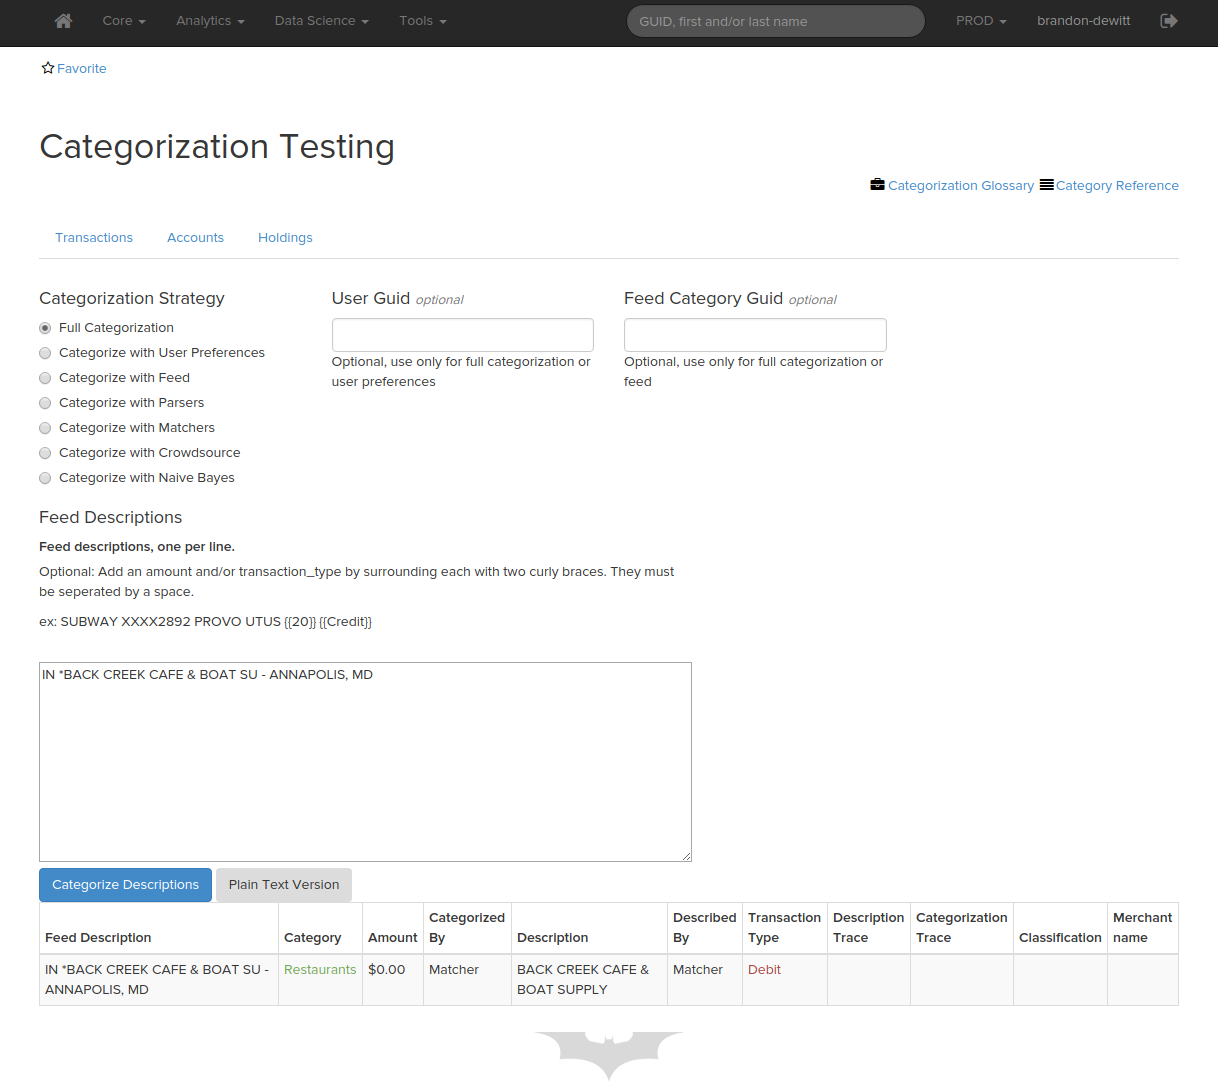 Core Analytics Data Science Tools GUID, first and/or last name PROD brandon-dewitt
Favorite
Categorization Testing
Categorization Glossary Category Reference
Transactions Accounts Holdings
Categorization Strategy
Full Categorization
Categorize with User Preferences
Categorize with Feed
Categorize with Parsers
Categorize with Matchers
Categorize with Crowdsource
Categorize with Naive Bayes
User Guid optional
Optional, use only for full categorization or
user preferences
Feed Category Guid optional
Optional, use only for full categorization or
feed
Feed Descriptions
Feed descriptions, one per line.
Optional: Add an amount and/or transaction_type by surrounding each with two curly braces. They must
be seperated by a space.
ex: SUBWAY XXXX2892 PROVO UTUS {{20}} {{Credit}}
IN *BACK CREEK CAFE & BOAT SU - ANNAPOLIS, MD
Categorize Descriptions Plain Text Version
Feed Description
Category
Amount
Categorized
By
Description
Described
By
Transaction
Type
Description
Trace
Categorization
Trace
Classification
Merchant
name
IN *BACK CREEK CAFE & BOAT SU -
ANNAPOLIS, MD
Restaurants
$0.00
Matcher
BACK CREEK CAFE &
BOAT SUPPLY
Matcher
Debit